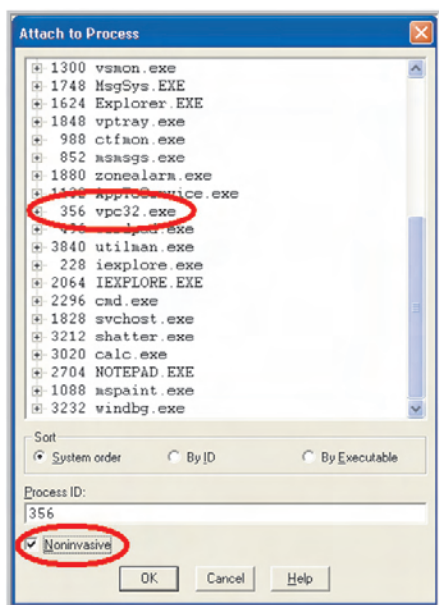 Attach to Process
1300 vsmon.exe
1748 MsgSys.EXE
1624 Explorer.EXE
1848 vptray.exe
988 ctfmon.exe
852 msmsgs.exe
1880 zonealarm.exe
AppToService.exe
356 vpc32.exe
3840 utilman.exe
228 iexplore.exe
2064 IEXPLORE.EXE
2296 cmd.exe
1828 svchost.exe
3212 shatter.exe
3020 calc.exe
2704 NOTEPAD.EXE
1088 mspaint.exe
3232 windbg.exe
Sort
System order By ID By Executable
Process ID:
356
Noninvasive
OK Cancel Help